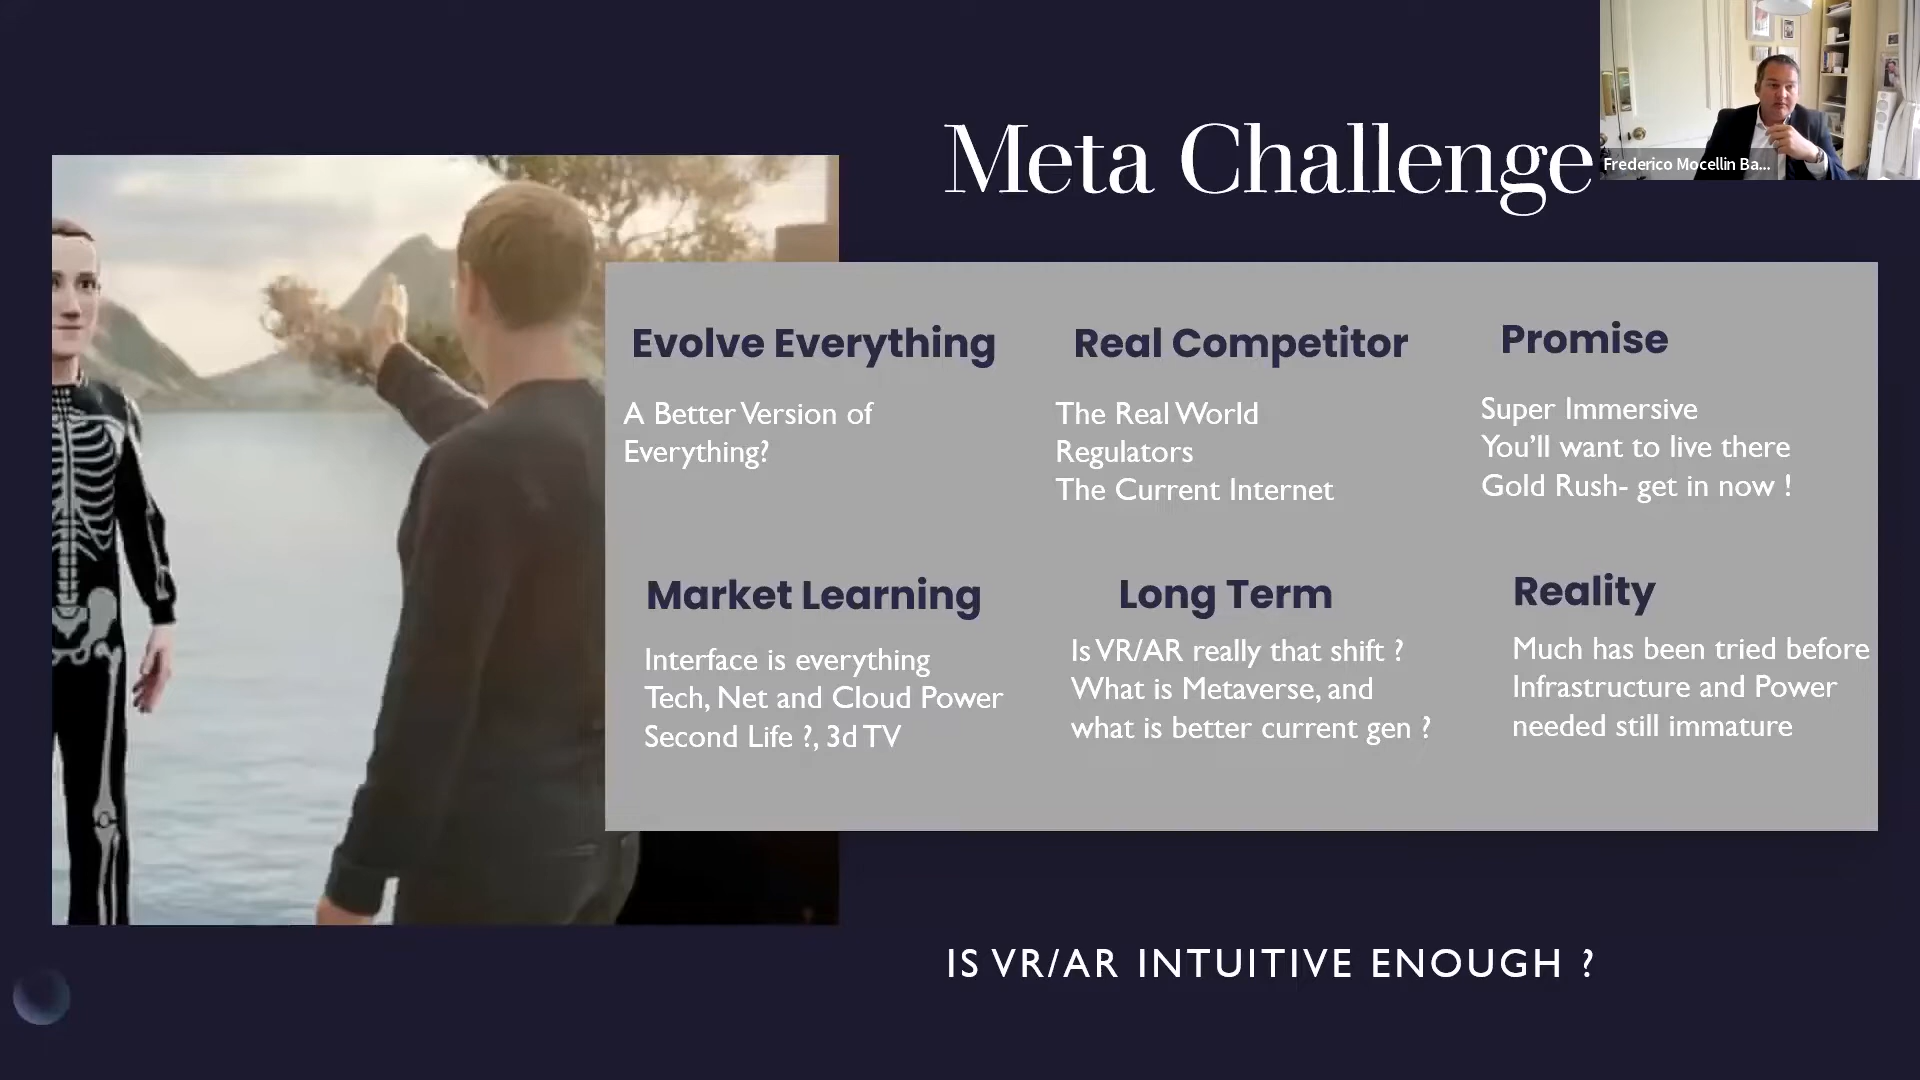 Meta Challenge
Frederico Mocellin Ba...
Evolve Everything
A Better Version of
Everything?
Real Competitor
The Real World
Regulators
The Current Internet
Promise
Super Immersive
You’ll want to live there
Gold Rush- get in now !
Market Learning
Interface is everything
Tech, Net and Cloud Power
Second Life ?, 3d TV
Long Term
Is VR/AR really that shift ?
What is Metaverse, and
what is better current gen ?
Reality
Much has been tried before
Infrastructure and Power
needed still immature
IS VR/AR INTUITIVE ENOUGH ?